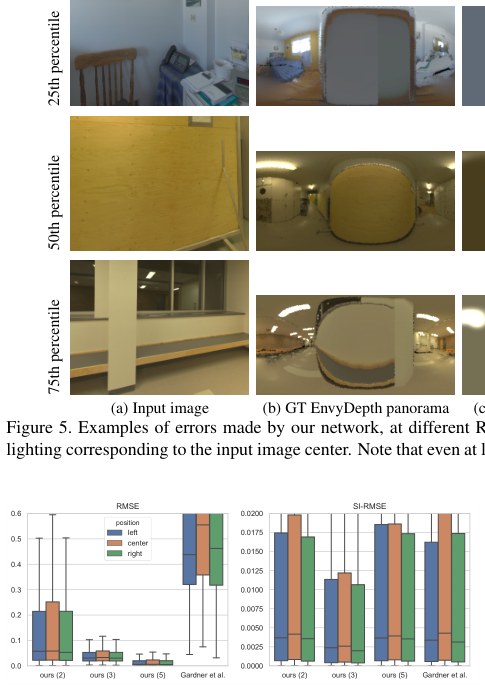 25th percentile
50th percentile
75th percentile
(a) Input image
(b) GT EnvyDepth panorama
(c
Figure 5. Examples of errors made by our network, at different R
lighting corresponding to the input image center. Note that even at l
RMSE
0.6
0.5
0.4
0.3
0.2
0.1
0.0
position
left
center
right
ours (2)
ours (3)
ours (5)
Gardner et al.
SI-RMSE
0.0200
0.0175
0.0150
0.0125
0.0100
0.0075
0.0050
0.0025
0.0000
ours (2)
ours (3)
ours (5)
Gardner et al.